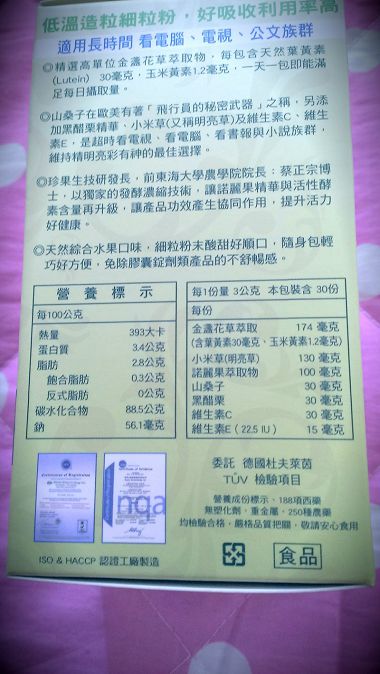 低溫造粒細粒粉，好吸收利用率高
適用長時間 看電腦、電視、公文族群
◎精選高單位金盞花草萃取物，每包含天然葉黃素
(Lutein) 30毫克，玉米黃素1.2毫克，一天一包即能滿
足每日攝取量。
◎山桑子在歐美有著「飛行員的秘密武器」之稱，另添
加黑醋栗精華、小米草(又稱明亮草)及維生素C、維生
素E，是超時看電視、看電腦、看書報與小說族群，
維持精明亮彩有神的最佳選擇。
◎珍果生技研發長，前東海大學農學院院長：蔡正宗博
士，以獨家的發酵濃縮技術，讓諾麗果精華與活性酵
素含量再升級，讓產品功效產生協同作用，提升活力
好健康。
◎天然綜合水果口味，細粒粉末酸甜好順口，隨身包輕
巧好方便，免除膠囊錠劑類產品的不舒暢感。
營養標示
每100公克
熱量 393大卡
蛋白質 3.4公克
脂肪 2.8公克
飽合脂肪 0.3公克
反式脂肪 0公克
碳水化合物 88.5公克
鈉 56.1毫克
每1份量 3公克 本包裝含 30份
每份
金盞花草萃取 174 毫克
(含葉黃素30毫克、玉米黃素1.2毫克)
小米草(明亮草) 130 毫克
諾麗果萃取物 100 毫克
山桑子 30 毫克
黑醋栗 30 毫克
維生素C 30 毫克
維生素E (22.5 IU) 15 毫克
Certificate of Registration
nqa
ISO & HACCP 認證工廠製造
委託 德國杜夫萊茵
TÜV 檢驗項目
營養成份標示、188項西藥
無塑化劑、重金屬、250種農藥
均檢驗合格、嚴格品質把關，敬請安心食用
食品